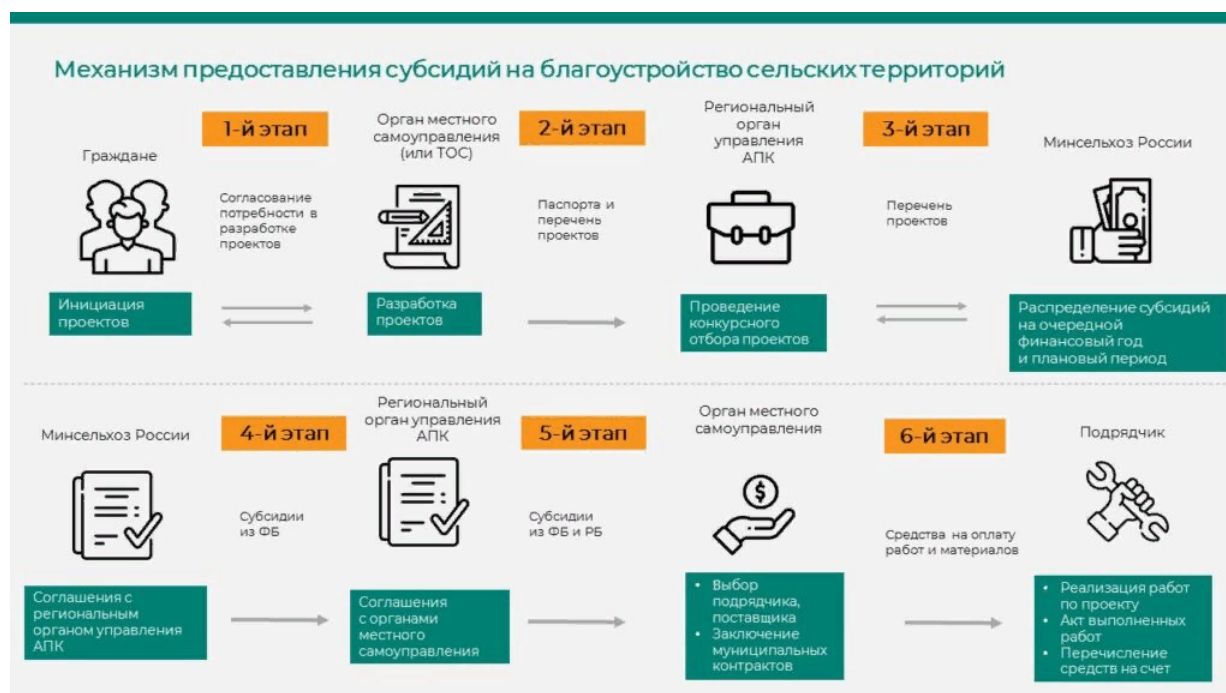 Механизм предоставления субсидий на благоустройство сельских территорий
Граждане
1-й этап
Согласование
потребности в
разработке
проектов
Инициация
проектов
Орган местного
самоуправления
(или ТОС)
Разработка
проектов
2-й этап
Паспорта и
перечень
проектов
Региональный
орган
управления
АПК
Проведение
конкурсного
отбора проектов
3-й этап
Перечень
проектов
Минсельхоз России
Распределение субсидий
на очередной
финансовый год
и плановый период
Минсельхоз России
Соглашения с
региональным
органом управления
АПК
4-й этап
Субсидии
из ФБ
Региональный
орган управления
АПК
Соглашения
с органами
местного
самоуправления
5-й этап
Субсидии
из ФБ и РБ
Орган местного
самоуправления
$
• Выбор
подрядчика,
поставщика
• Заключение
муниципальных
контрактов
6-й этап
Средства на оплату
работ и материалов
Подрядчик
• Реализация работ
по проекту
• Акт выполненных
работ
• Перечисление
средств на счет